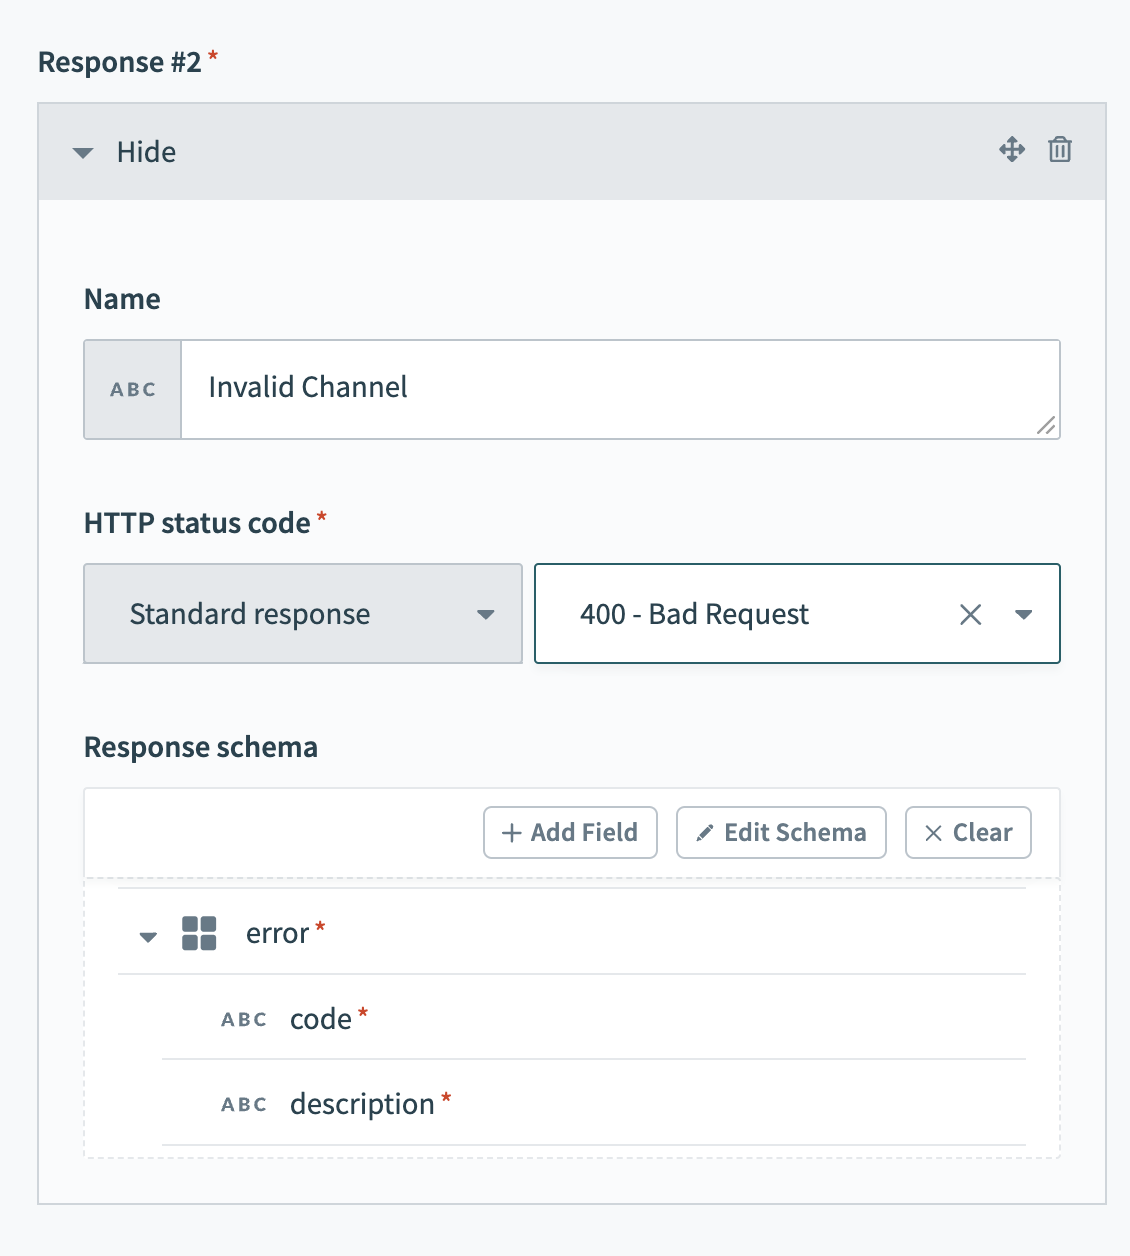 Response #2 *
Hide
Name
ABC Invalid Channel
HTTP status code *
Standard response 400 - Bad Request
Response schema
Add Field Edit Schema Clear
error *
ABC code *
ABC description *